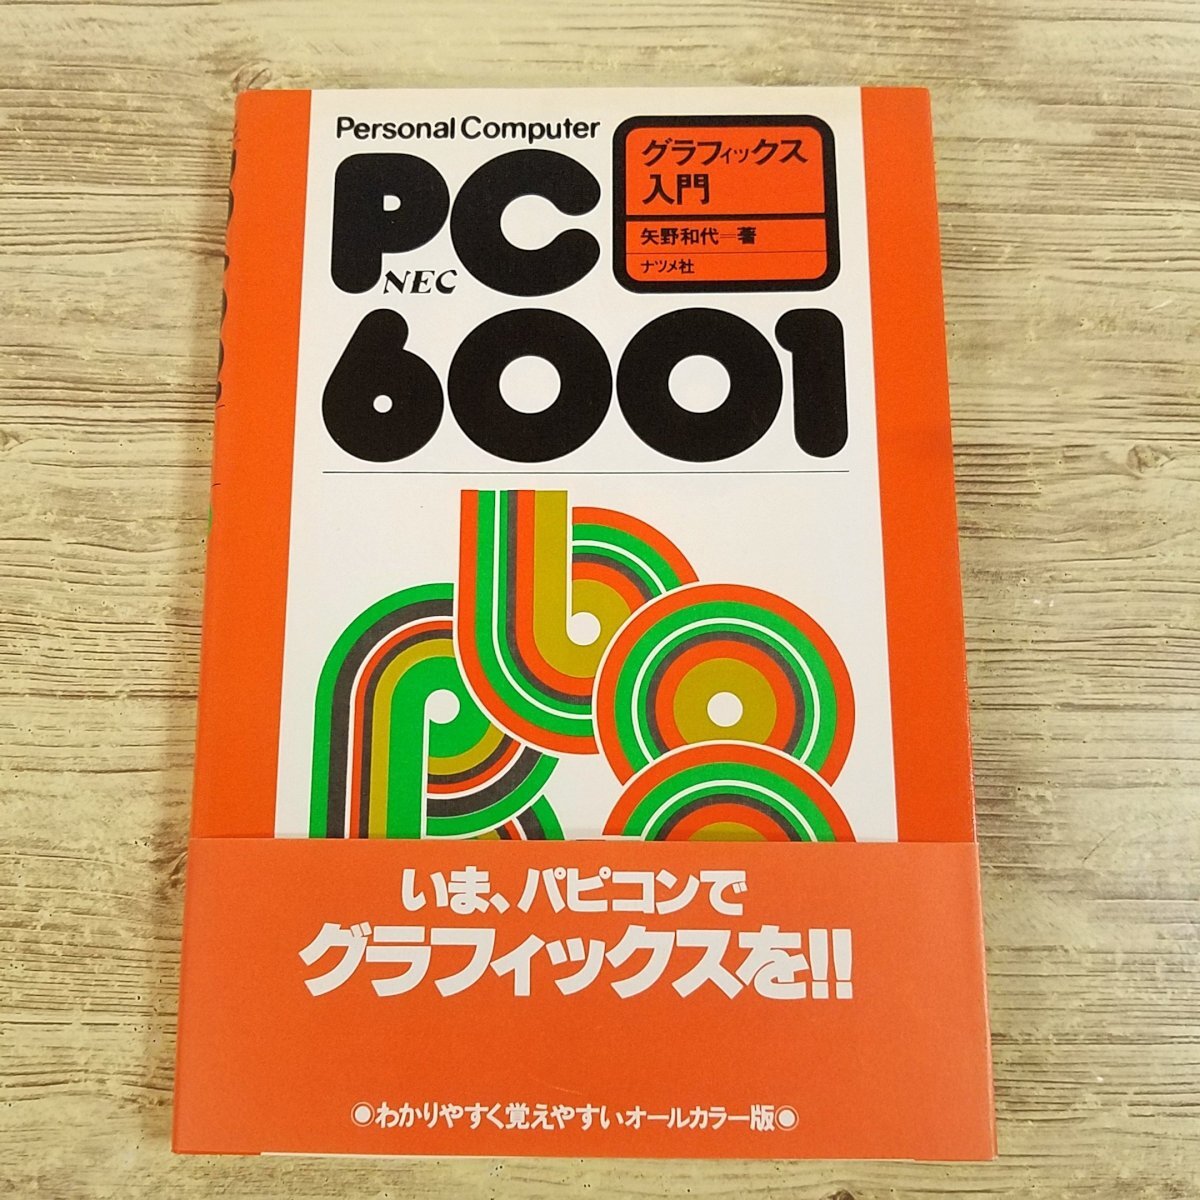 Personal Computer
PC
NEC
6001
グラフィックス
入門
矢野和代=著
ナツメ社
いま、パピコンで
グラフィックスを!!
◉わかりやすく覚えやすいオールカラー版◉